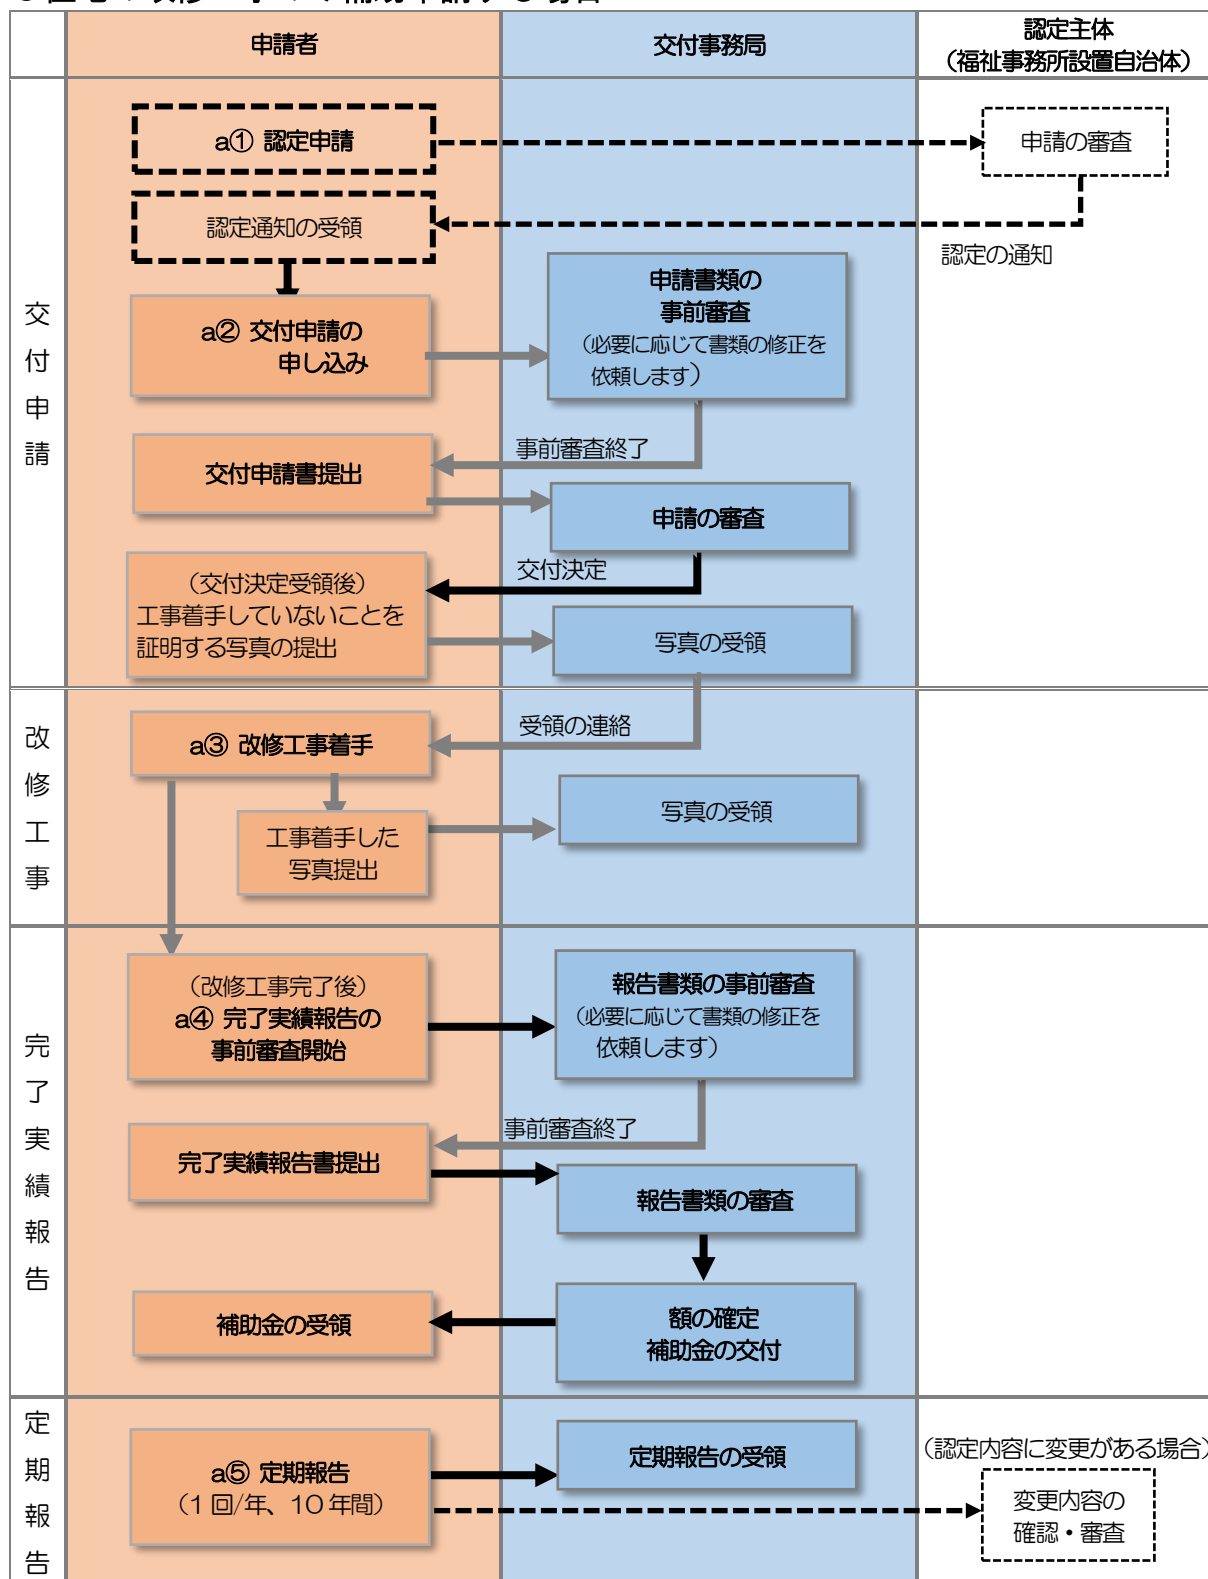 申請者
交付事務局
認定主体
（福祉事務所設置自治体）
交付申請
a① 認定申請
申請の審査
認定通知の受領
認定の通知
a② 交付申請の
申し込み
申請書類の
事前審査
（必要に応じて書類の修正を
依頼します）
事前審査終了
交付申請書提出
申請の審査
交付決定
（交付決定受領後）
工事着手していないことを
証明する写真の提出
写真の受領
改修工事
受領の連絡
a③ 改修工事着手
工事着手した
写真提出
写真の受領
完了実績報告
（改修工事完了後）
a④ 完了実績報告の
事前審査開始
報告書類の事前審査
（必要に応じて書類の修正を
依頼します）
事前審査終了
完了実績報告書提出
報告書類の審査
補助金の受領
額の確定
補助金の交付
定期報告
a⑤ 定期報告
（1回/年、10年間）
定期報告の受領
（認定内容に変更がある場合）
変更内容の
確認・審査